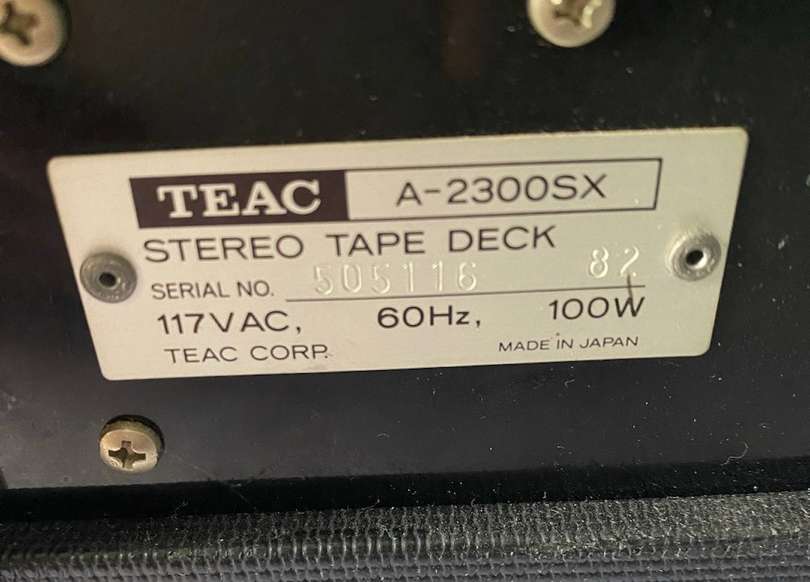 TEAC A-2300SX
STEREO TAPE DECK
SERIAL NO. 505116 82
117VAC, 60Hz, 100W
TEAC CORP. MADE IN JAPAN